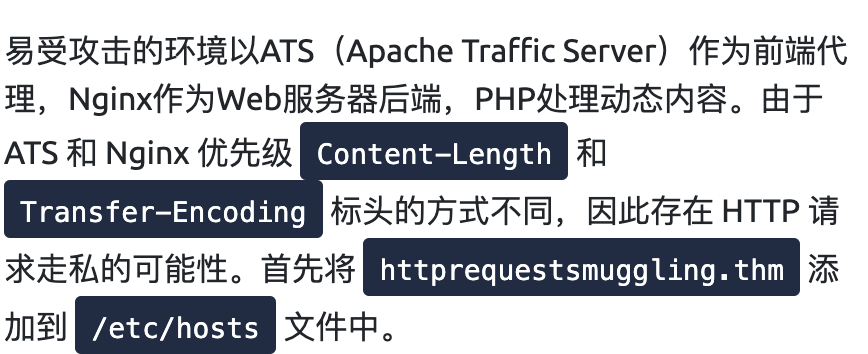 易受攻击的环境以ATS（Apache Traffic Server）作为前端代
理，Nginx作为Web服务器后端，PHP处理动态内容。由于
ATS 和 Nginx 优先级 Content-Length 和
Transfer-Encoding 标头的方式不同，因此存在 HTTP 请
求走私的可能性。首先将 httprequestsmuggling.thm 添
加到 /etc/hosts 文件中。